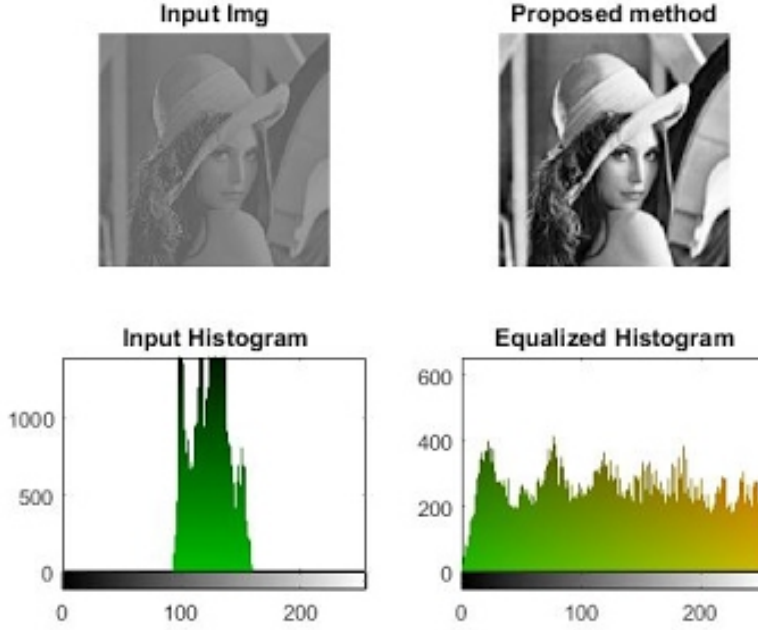 Input Img
Proposed method
Input Histogram
1000
500
0
0 100 200
Equalized Histogram
600
400
200
0
0 100 200